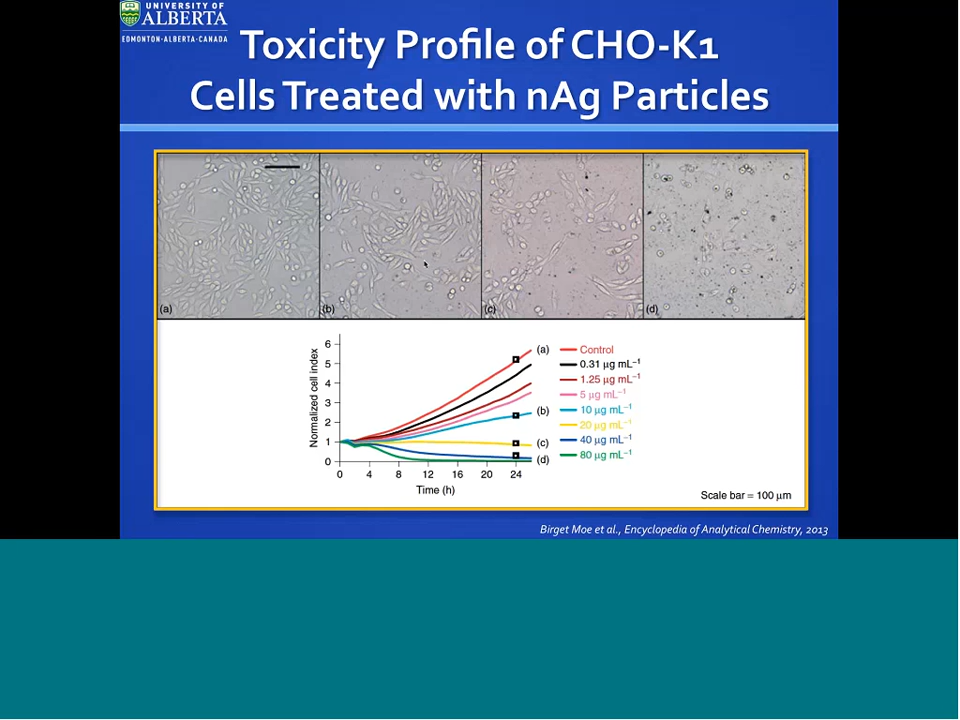 UNIVERSITY OF
ALBERTA
EDMONTON·ALBERTA·CANADA
Toxicity Profile of CHO-K1
Cells Treated with nAg Particles
(a)
(b)
(c)
(d)
Normalized cell index
6
5
4
3
2
1
0
0 4 8 12 16 20 24
Time (h)
(a)
(b)
(c)
(d)
Control
0.31 µg mL⁻¹
1.25 µg mL⁻¹
5 µg mL⁻¹
10 µg mL⁻¹
20 µg mL⁻¹
40 µg mL⁻¹
80 µg mL⁻¹
Scale bar = 100 µm
Birget Moe et al., Encyclopedia of Analytical Chemistry, 2013